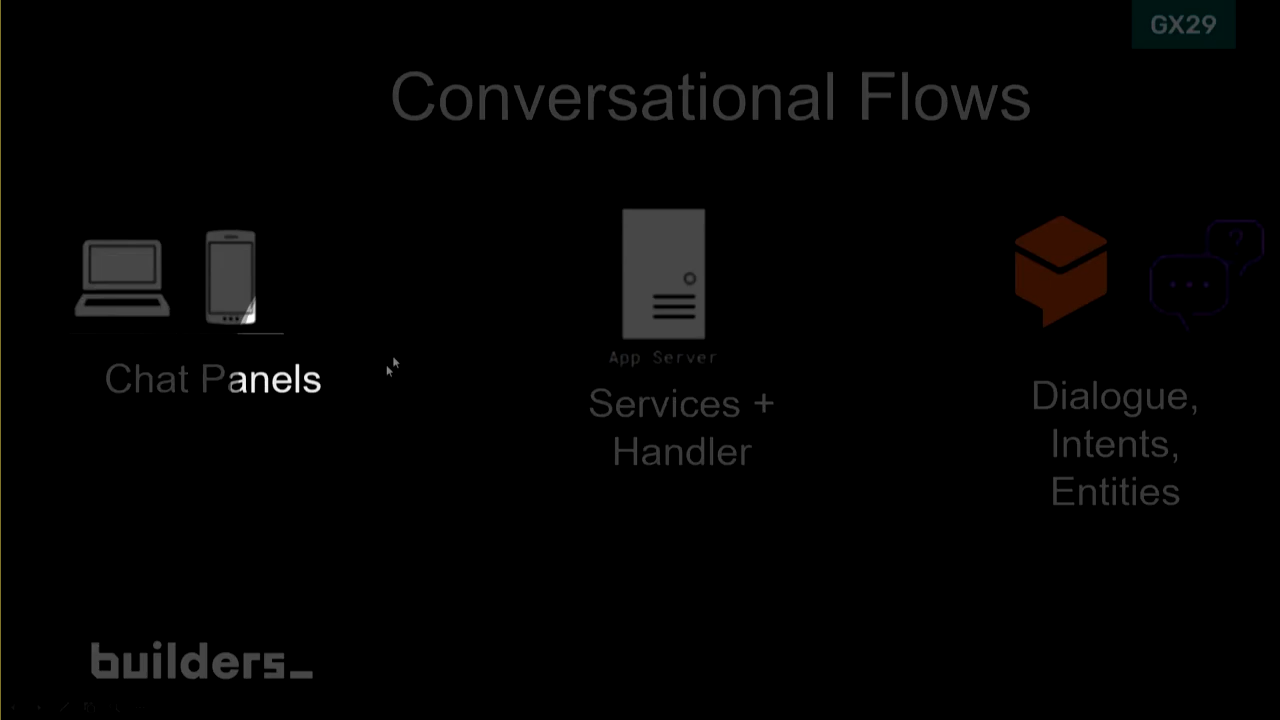 GX29
Conversational Flows
?
App Server
Chat Panels
Services +
Handler
Dialogue,
Intents,
Entities
builders_